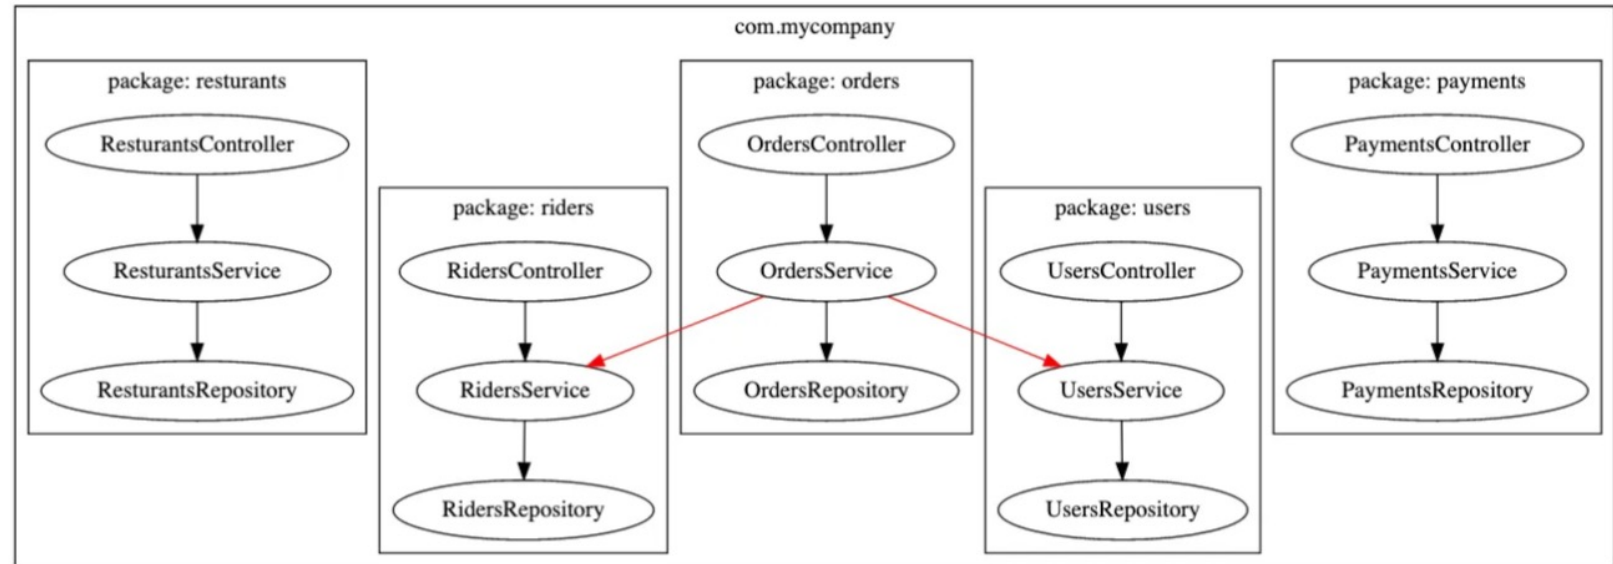 com.mycompany
package: resturants
ResturantsController
ResturantsService
ResturantsRepository
package: riders
RidersController
RidersService
RidersRepository
package: orders
OrdersController
OrdersService
OrdersRepository
package: users
UsersController
UsersService
UsersRepository
package: payments
PaymentsController
PaymentsService
PaymentsRepository